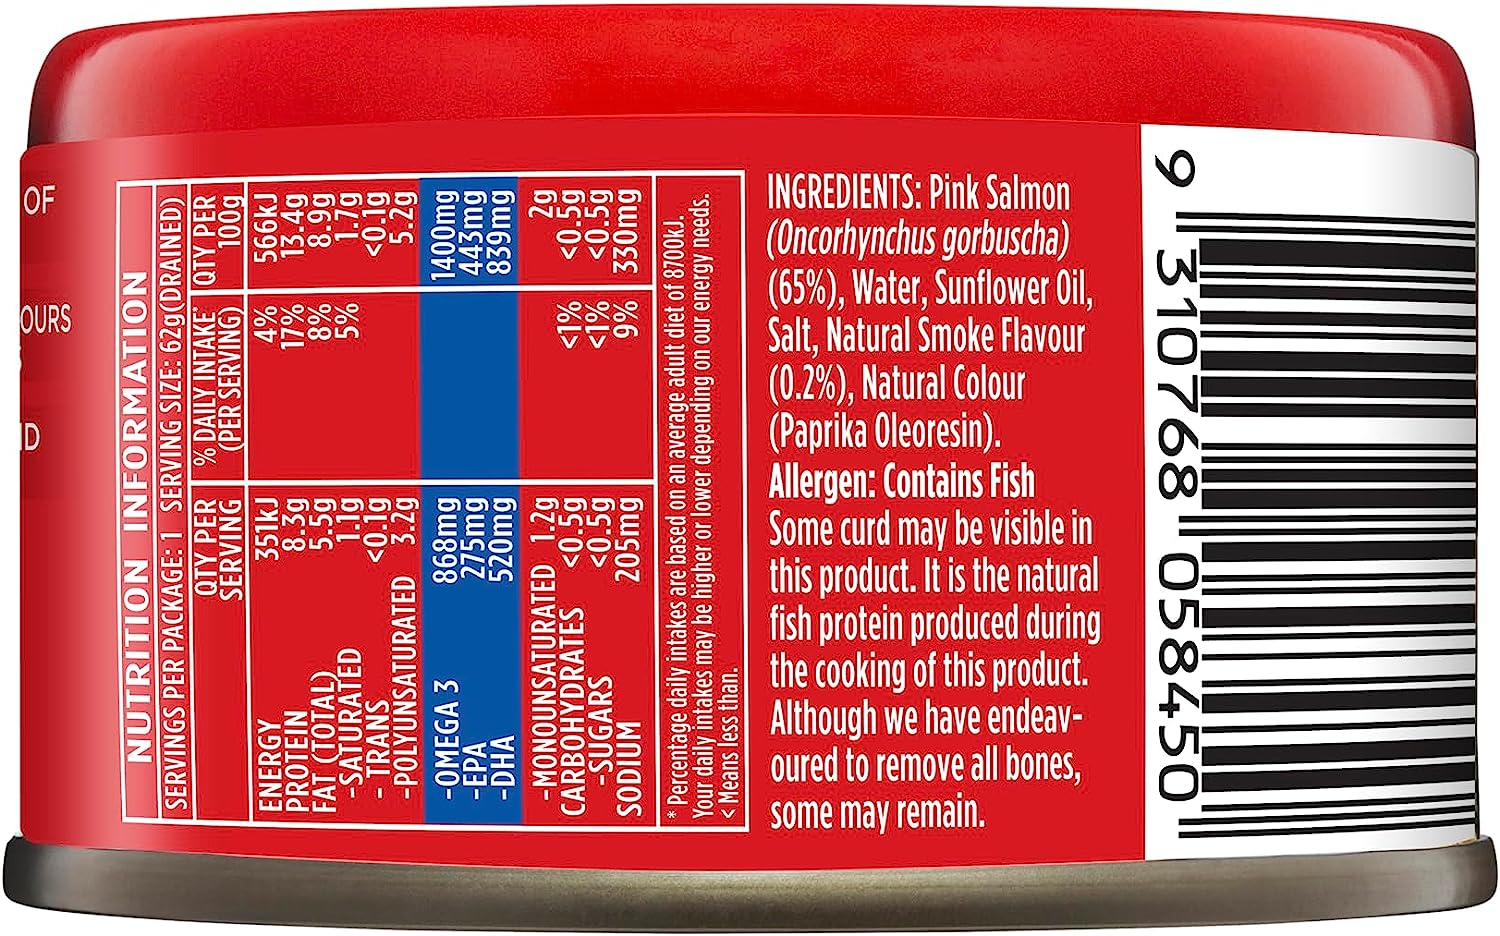 OF
OURS
ID
NUTRITION INFORMATION
SERVINGS PER PACKAGE: 1 SERVING SIZE: 62g(DRAINED)
QTY PER SERVING % DAILY INTAKE (PER SERVING) QTY PER 100g
ENERGY 351kJ 4% 566kJ
PROTEIN 8.3g 17% 13.4g
FAT (TOTAL) 5.5g 8% 8.9g
-SATURATED 1.1g 5% 1.7g
- TRANS <0.1g <0.1g
-POLYUNSATURATED 3.2g 5.2g
-OMEGA 3 868mg 1400mg
-EPA 275mg 443mg
-DHA 520mg 839mg
-MONOUNSATURATED 1.2g 2g
CARBOHYDRATES <0.5g <1% <0.5g
-SUGARS <0.5g <1% <0.5g
SODIUM 205mg 9% 330mg
* Percentage daily intakes are based on an average adult diet of 8700kJ.
Your daily intakes may be higher or lower depending on our energy needs.
< Means less than.
INGREDIENTS: Pink Salmon
(Oncorhynchus gorbuscha)
(65%), Water, Sunflower Oil,
Salt, Natural Smoke Flavour
(0.2%), Natural Colour
(Paprika Oleoresin).
Allergen: Contains Fish
Some curd may be visible in
this product. It is the natural
fish protein produced during
the cooking of this product.
Although we have endeav-
oured to remove all bones,
some may remain.
9 310768 058450